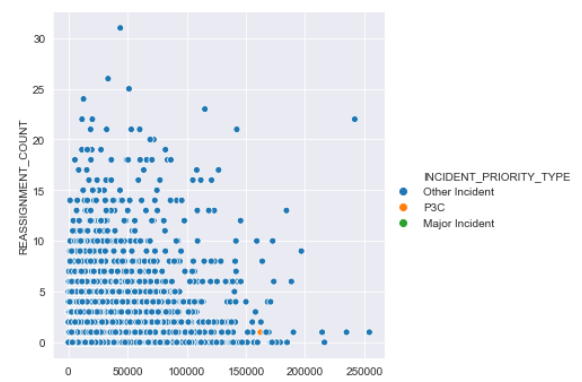 REASSIGNMENT_COUNT
30
25
20
15
10
5
0
0 50000 100000 150000 200000 250000
INCIDENT_PRIORITY_TYPE
Other Incident
P3C
Major Incident